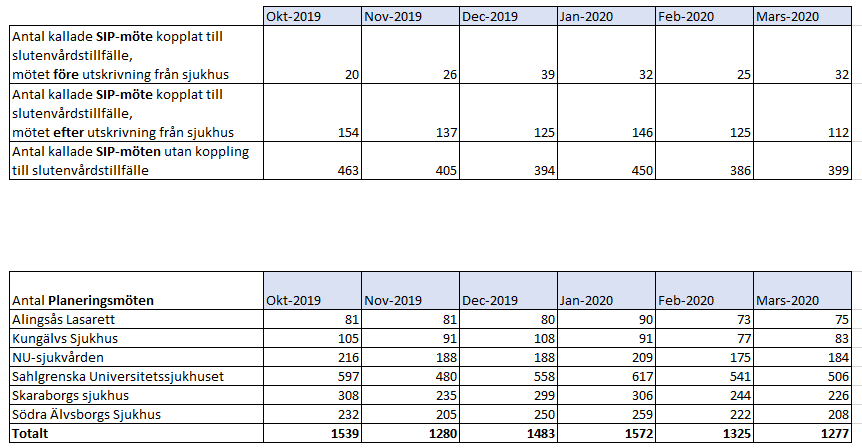 Okt-2019 Nov-2019 Dec-2019 Jan-2020 Feb-2020 Mars-2020
Antal kallade SIP-möte kopplat till
slutenvårdstillfälle,
mötet före utskrivning från sjukhus 20 26 39 32 25 32
Antal kallade SIP-möte kopplat till
slutenvårdstillfälle,
mötet efter utskrivning från sjukhus 154 137 125 146 125 112
Antal kallade SIP-möten utan koppling
till slutenvårdstillfälle 463 405 394 450 386 399
Antal Planeringsmöten Okt-2019 Nov-2019 Dec-2019 Jan-2020 Feb-2020 Mars-2020
Alingsås Lasarett 81 81 80 90 73 75
Kungälvs Sjukhus 105 91 108 91 77 83
NU-sjukvården 216 188 188 209 175 184
Sahlgrenska Universitetssjukhuset 597 480 558 617 541 506
Skaraborgs sjukhus 308 235 299 306 244 226
Södra Älvsborgs Sjukhus 232 205 250 259 222 208
Totalt 1539 1280 1483 1572 1325 1277